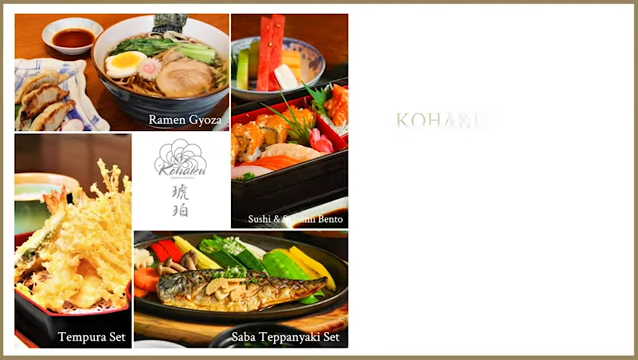 Ramen Gyoza
KOHAKU
Kohaku
琥
珀
Sushi & Sashimi Bento
Tempura Set
Saba Teppanyaki Set